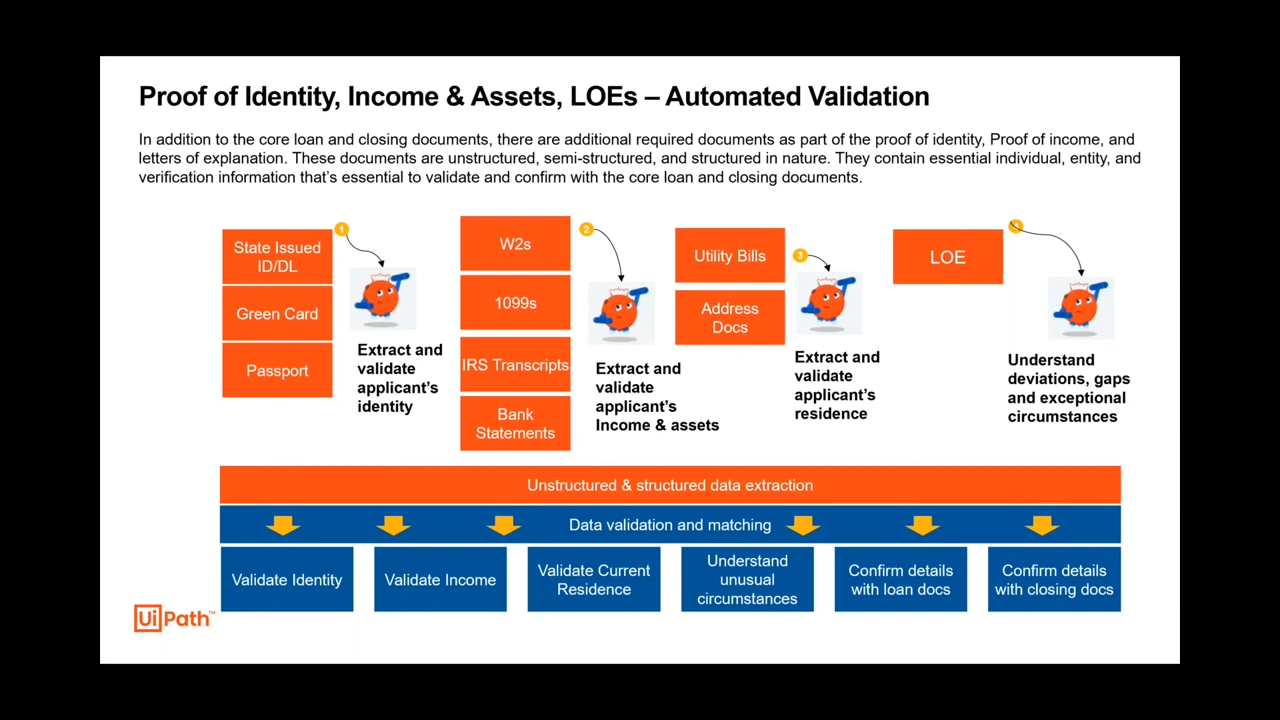 Proof of Identity, Income & Assets, LOEs – Automated Validation
In addition to the core loan and closing documents, there are additional required documents as part of the proof of identity, Proof of income, and
letters of explanation. These documents are unstructured, semi-structured, and structured in nature. They contain essential individual, entity, and
verification information that's essential to validate and confirm with the core loan and closing documents.
State Issued
ID/DL
Green Card
Passport
1
Extract and
validate
applicant's
identity
W2s
1099s
IRS Transcripts
Bank
Statements
2
Extract and
validate
applicant's
Income & assets
Utility Bills
Address
Docs
3
Extract and
validate
applicant's
residence
LOE
4
Understand
deviations, gaps
and exceptional
circumstances
Unstructured & structured data extraction
Data validation and matching
Validate Identity
Validate Income
Validate Current
Residence
Understand
unusual
circumstances
Confirm details
with loan docs
Confirm details
with closing docs
UiPath™